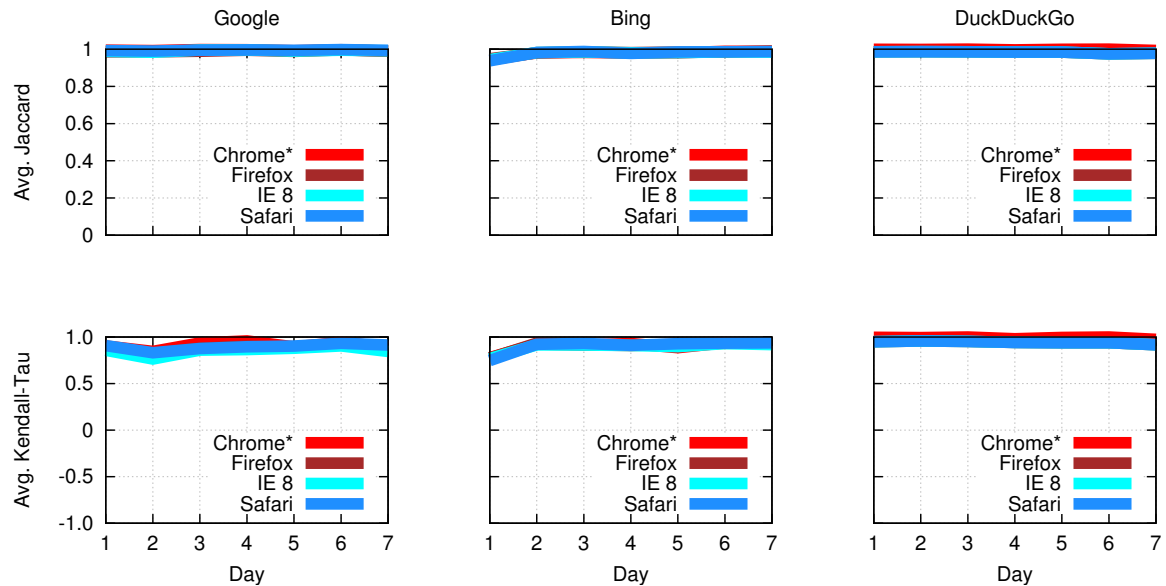 Google
Bing
DuckDuckGo
Avg. Jaccard
1
0.8
0.6
0.4
0.2
0
Chrome*
Firefox
IE 8
Safari
Chrome*
Firefox
IE 8
Safari
Chrome*
Firefox
IE 8
Safari
Avg. Kendall-Tau
1.0
0.5
0
-0.5
-1.0
Chrome*
Firefox
IE 8
Safari
1 2 3 4 5 6 7
Day
Chrome*
Firefox
IE 8
Safari
1 2 3 4 5 6 7
Day
Chrome*
Firefox
IE 8
Safari
1 2 3 4 5 6 7
Day